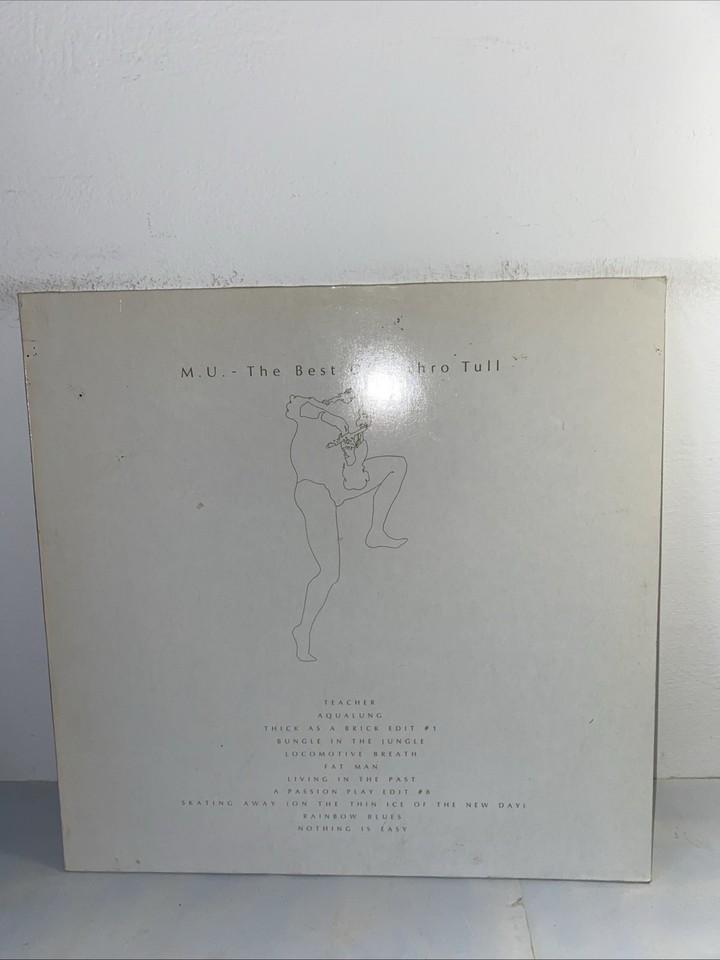 M.U. - The Best Tull
TEACHER
AQUALUNG
THICK AS A BRICK EDIT #1
BUNGLE IN THE JUNGLE
LOCOMOTIVE BREATH
FAT MAN
LIVING IN THE PAST
A PASSION PLAY EDIT #8
SKATING AWAY (ON THE THIN ICE OF THE NEW DAY)
RAINBOW BLUES
NOTHING IS EASY